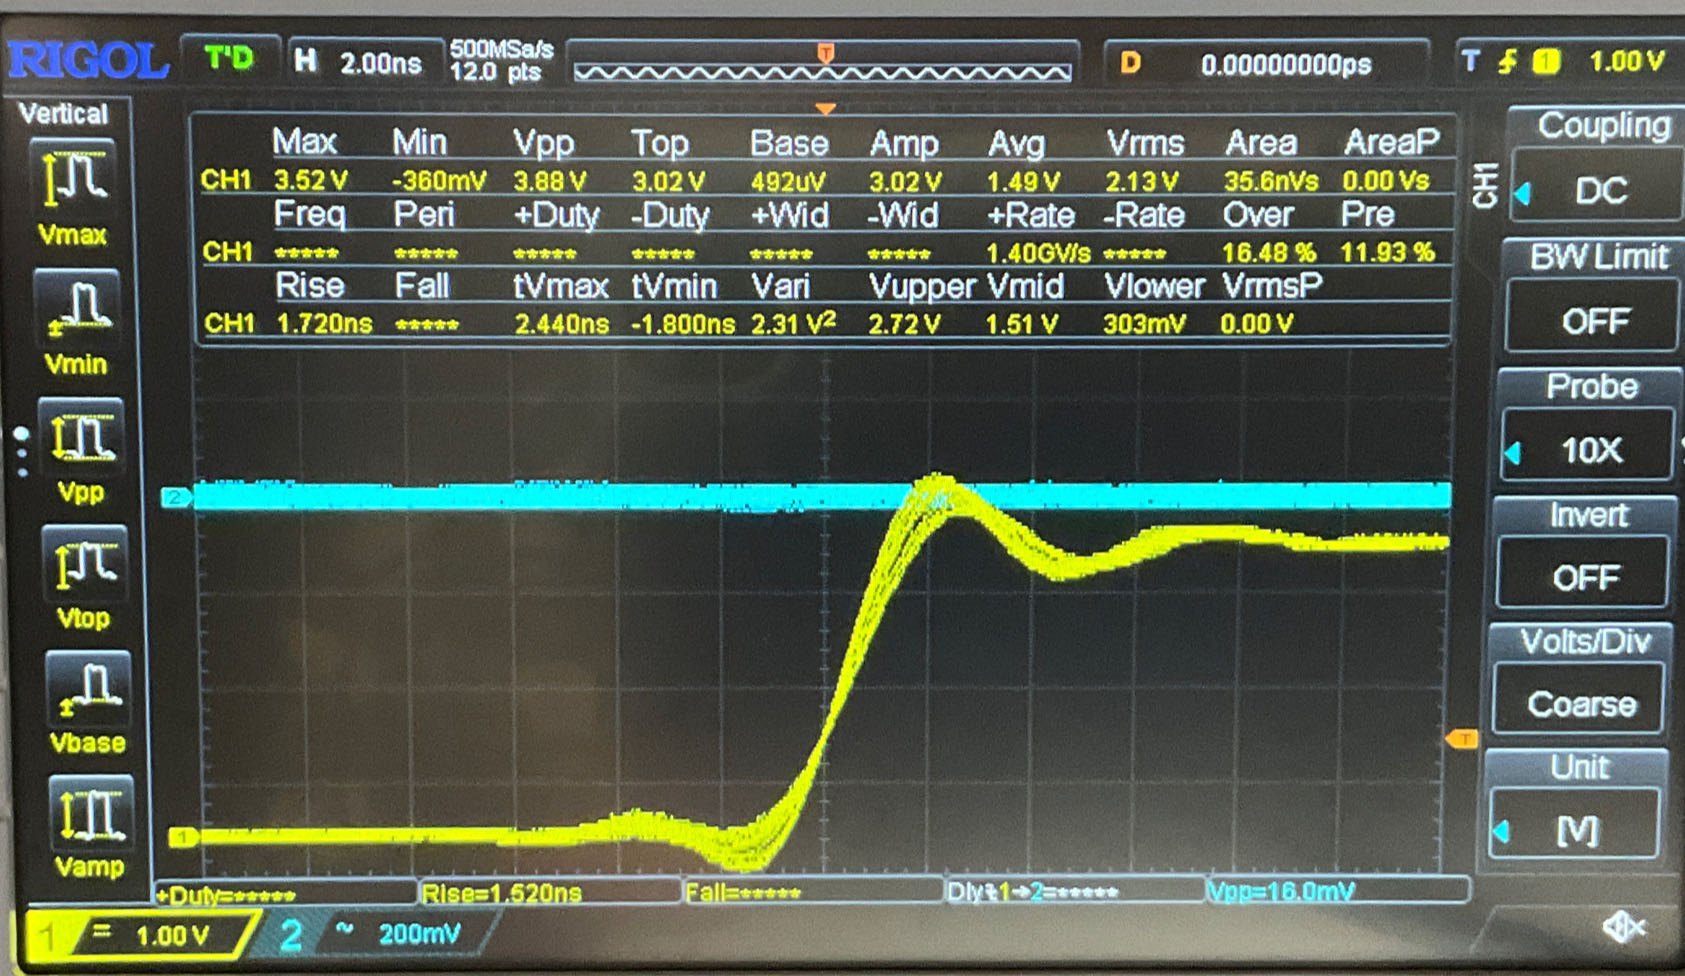 RIGOL T'D H 2.00ns 500MSa/s 12.0 pts T D 0.00000000ps T 1 1.00 V
Vertical
Vmax
Vmin
Vpp
Vtop
Vbase
Vamp
Max Min Vpp Top Base Amp Avg Vrms Area AreaP
CH1 3.52 V -360mV 3.88 V 3.02 V 492uV 3.02 V 1.49 V 2.13 V 35.6nVs 0.00 Vs
Freq Peri +Duty -Duty +Wid -Wid +Rate -Rate Over Pre
CH1 ***** ***** ***** ***** ***** ***** 1.40GV/s ***** 16.48 % 11.93 %
Rise Fall tVmax tVmin Vari Vupper Vmid Vlower VrmsP
CH1 1.720ns ***** 2.440ns -1.800ns 2.31 V² 2.72 V 1.51 V 303mV 0.00 V
2
T
1
CH1
Coupling
DC
BW Limit
OFF
Probe
10X
Invert
OFF
Volts/Div
Coarse
Unit
[V]
+Duty=***** Rise=1.520ns Fall=***** Dly1→2=***** Vpp=16.0mV
1 = 1.00 V 2 ~ 200mV